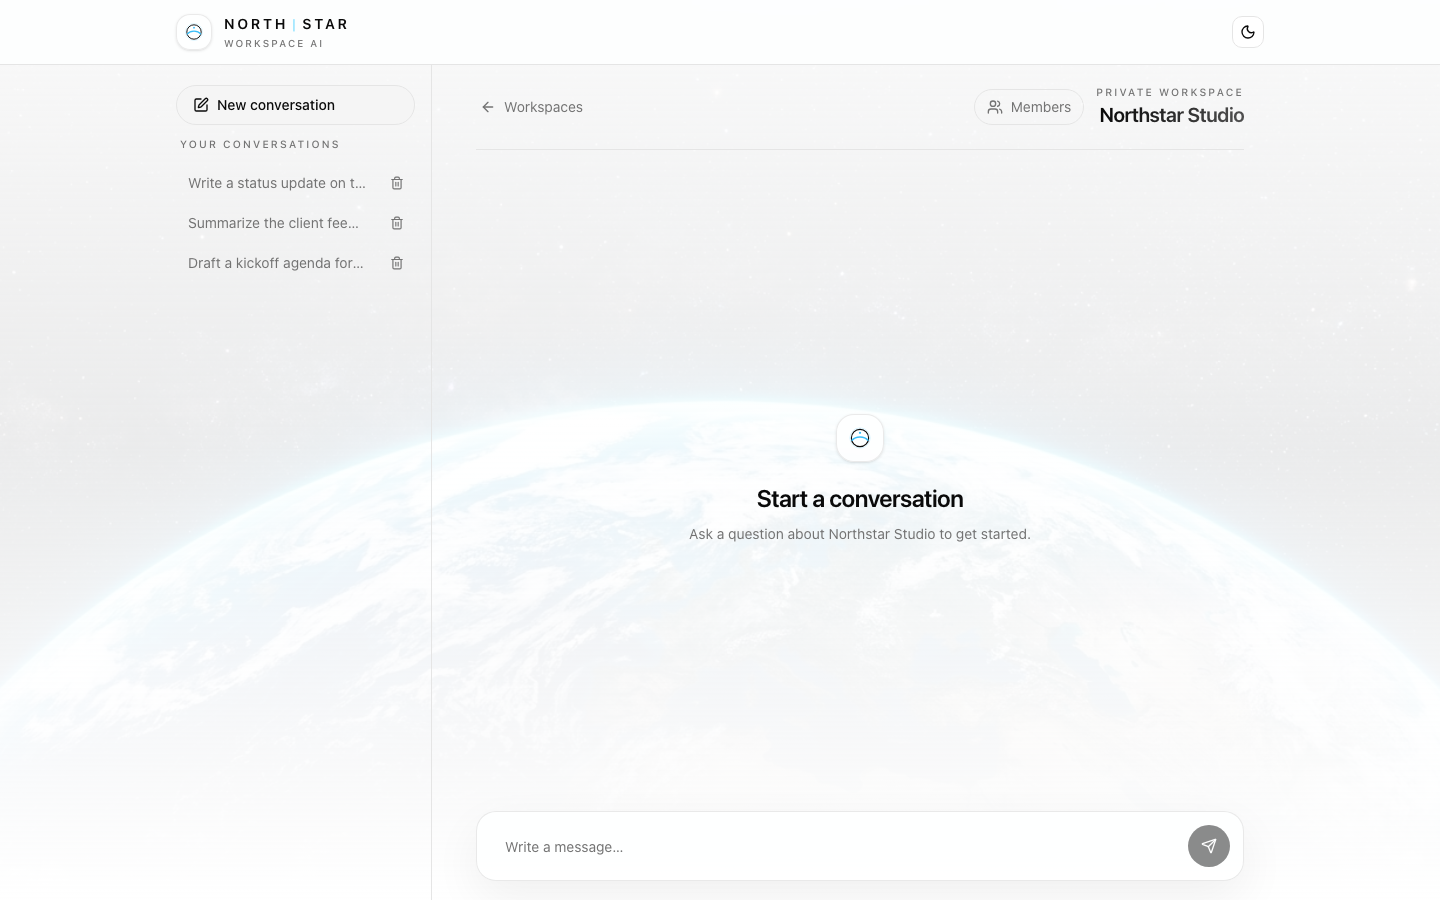 NORTH | STAR
WORKSPACE AI
New conversation
YOUR CONVERSATIONS
Write a status update on t...
Summarize the client fee...
Draft a kickoff agenda for...
Workspaces
Members
PRIVATE WORKSPACE
Northstar Studio
Start a conversation
Ask a question about Northstar Studio to get started.
Write a message...